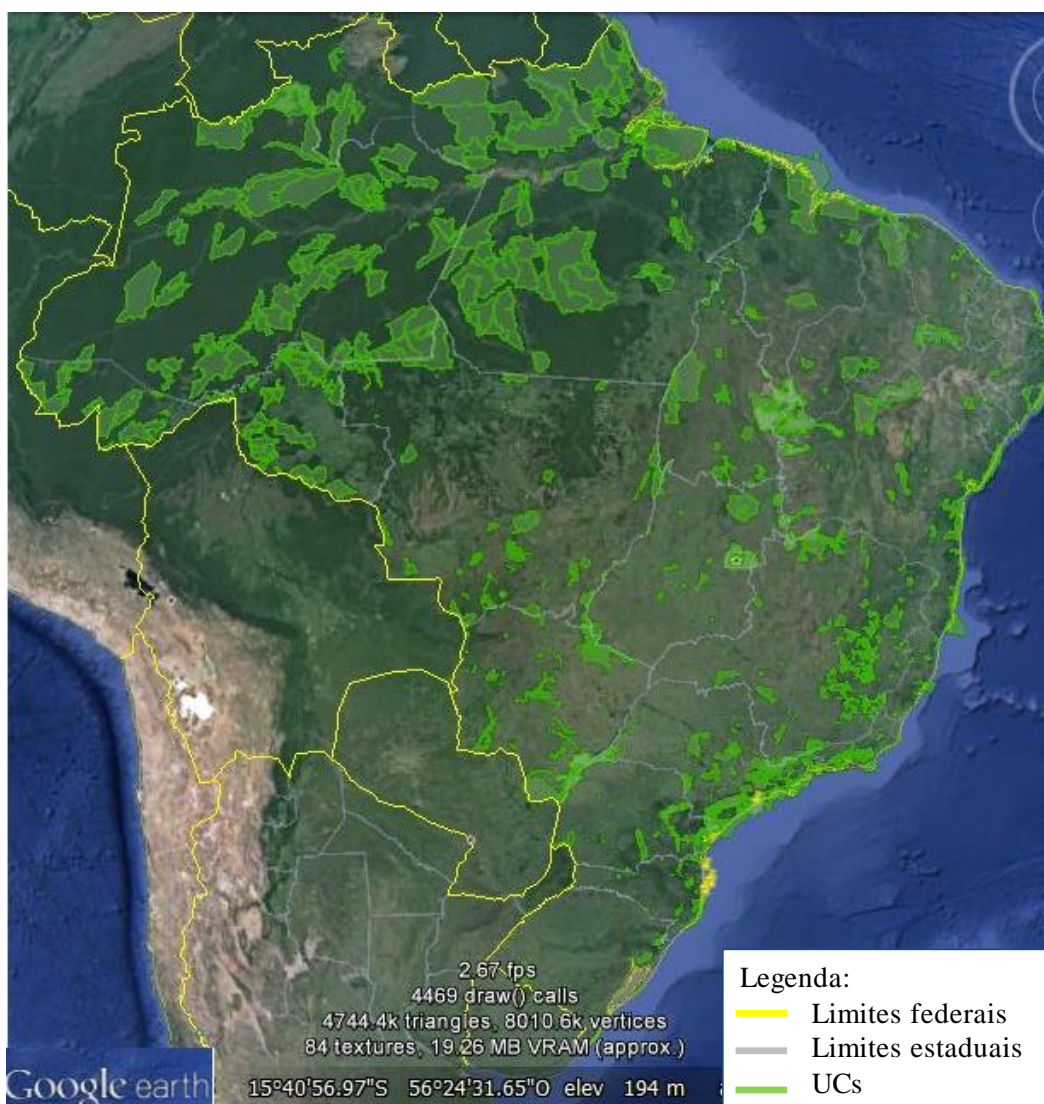 2.67 fps
4469 draw() calls
4744.4k triangles, 8010.6k vertices
84 textures, 19.26 MB VRAM (approx.)
Google earth
15°40'56.97"S 56°24'31.65"O elev 194 m
Legenda:
Limites federais
Limites estaduais
UCs